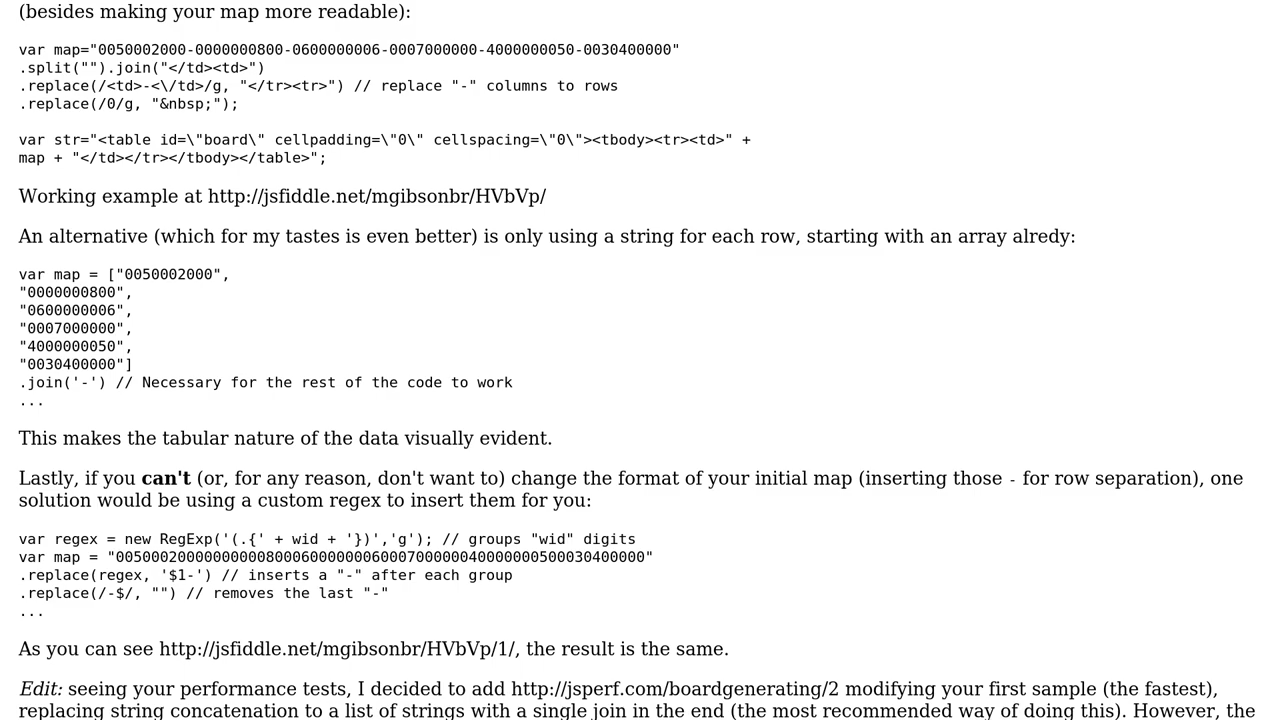 (besides making your map more readable):
var map="0050002000-0000000800-0600000006-0007000000-4000000050-0030400000"
.split("").join("</td><td>")
.replace(/<td>-<\/td>/g, "</tr><tr>") // replace "-" columns to rows
.replace(/0/g, "&nbsp;");
var str="<table id=\"board\" cellpadding=\"0\" cellspacing=\"0\"><tbody><tr><td>" +
map + "</td></tr></tbody></table>";
Working example at http://jsfiddle.net/mgibsonbr/HVbVp/
An alternative (which for my tastes is even better) is only using a string for each row, starting with an array alredy:
var map = ["0050002000",
"0000000800",
"0600000006",
"0007000000",
"4000000050",
"0030400000"]
.join('-') // Necessary for the rest of the code to work
...
This makes the tabular nature of the data visually evident.
Lastly, if you can't (or, for any reason, don't want to) change the format of your initial map (inserting those - for row separation), one
solution would be using a custom regex to insert them for you:
var regex = new RegExp('(.{' + wid + '})','g'); // groups "wid" digits
var map = "005000200000000008000600000006000700000040000000500030400000"
.replace(regex, '$1-') // inserts a "-" after each group
.replace(/-$/, "") // removes the last "-"
...
As you can see http://jsfiddle.net/mgibsonbr/HVbVp/1/, the result is the same.
Edit: seeing your performance tests, I decided to add http://jsperf.com/boardgenerating/2 modifying your first sample (the fastest),
replacing string concatenation to a list of strings with a single join in the end (the most recommended way of doing this). However, the